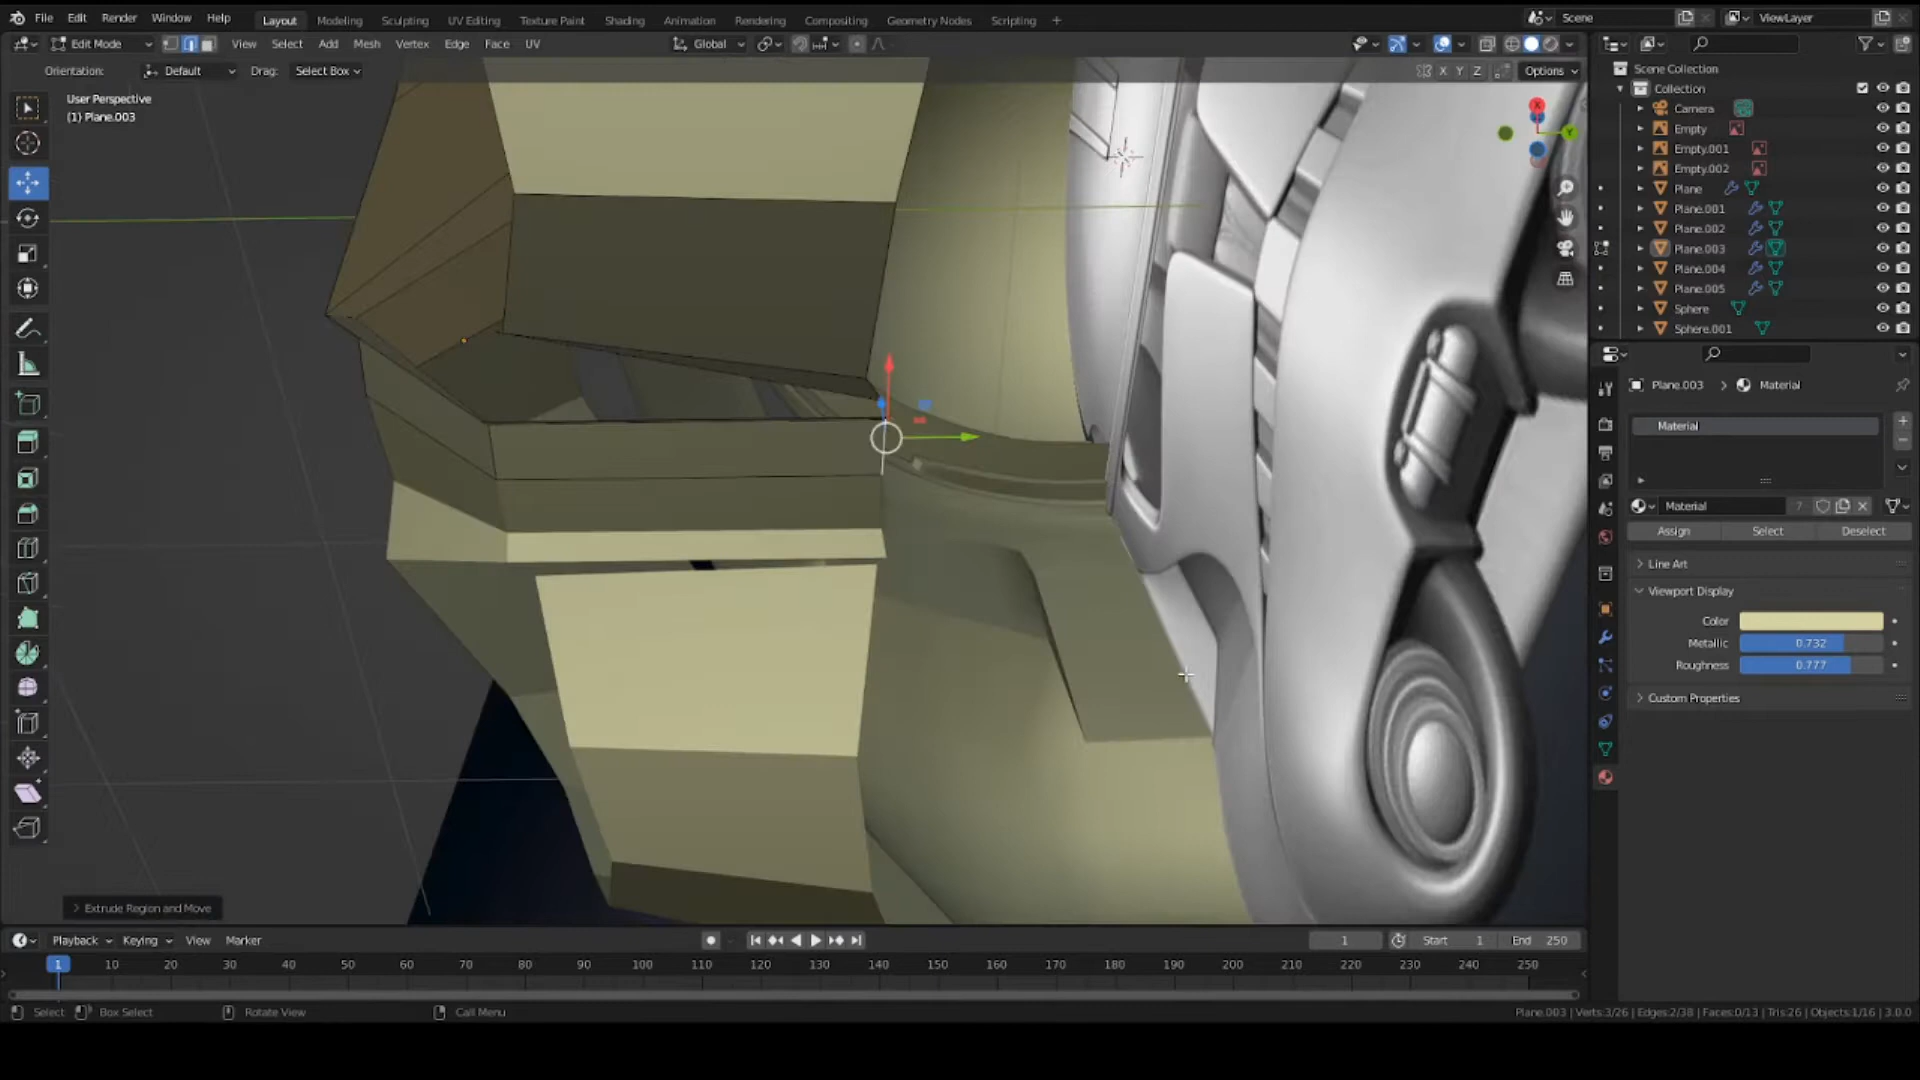 File Edit Render Window Help Layout Modeling Sculpting UV Editing Texture Paint Shading Animation Rendering Compositing Geometry Nodes Scripting + Scene ViewLayer
Edit Mode View Select Add Mesh Vertex Edge Face UV Global
Orientation: Default Drag: Select Box X Y Z Options
User Perspective
(1) Plane.003
Scene Collection
Collection
Camera
Empty
Empty.001
Empty.002
Plane
Plane.001
Plane.002
Plane.003
Plane.004
Plane.005
Sphere
Sphere.001
X
Y
Plane.003 > Material
Material
Material 7
Assign Select Deselect
Line Art
Viewport Display
Color
Metallic 0.732
Roughness 0.777
Custom Properties
Extrude Region and Move
Playback Keying View Marker 1 Start 1 End 250
1 10 20 30 40 50 60 70 80 90 100 110 120 130 140 150 160 170 180 190 200 210 220 230 240 250
Select Box Select Rotate View Call Menu Plane.003 | Verts:3/26 | Edges:2/38 | Faces:0/13 | Tris:26 | Objects:1/16 | 3.0.0